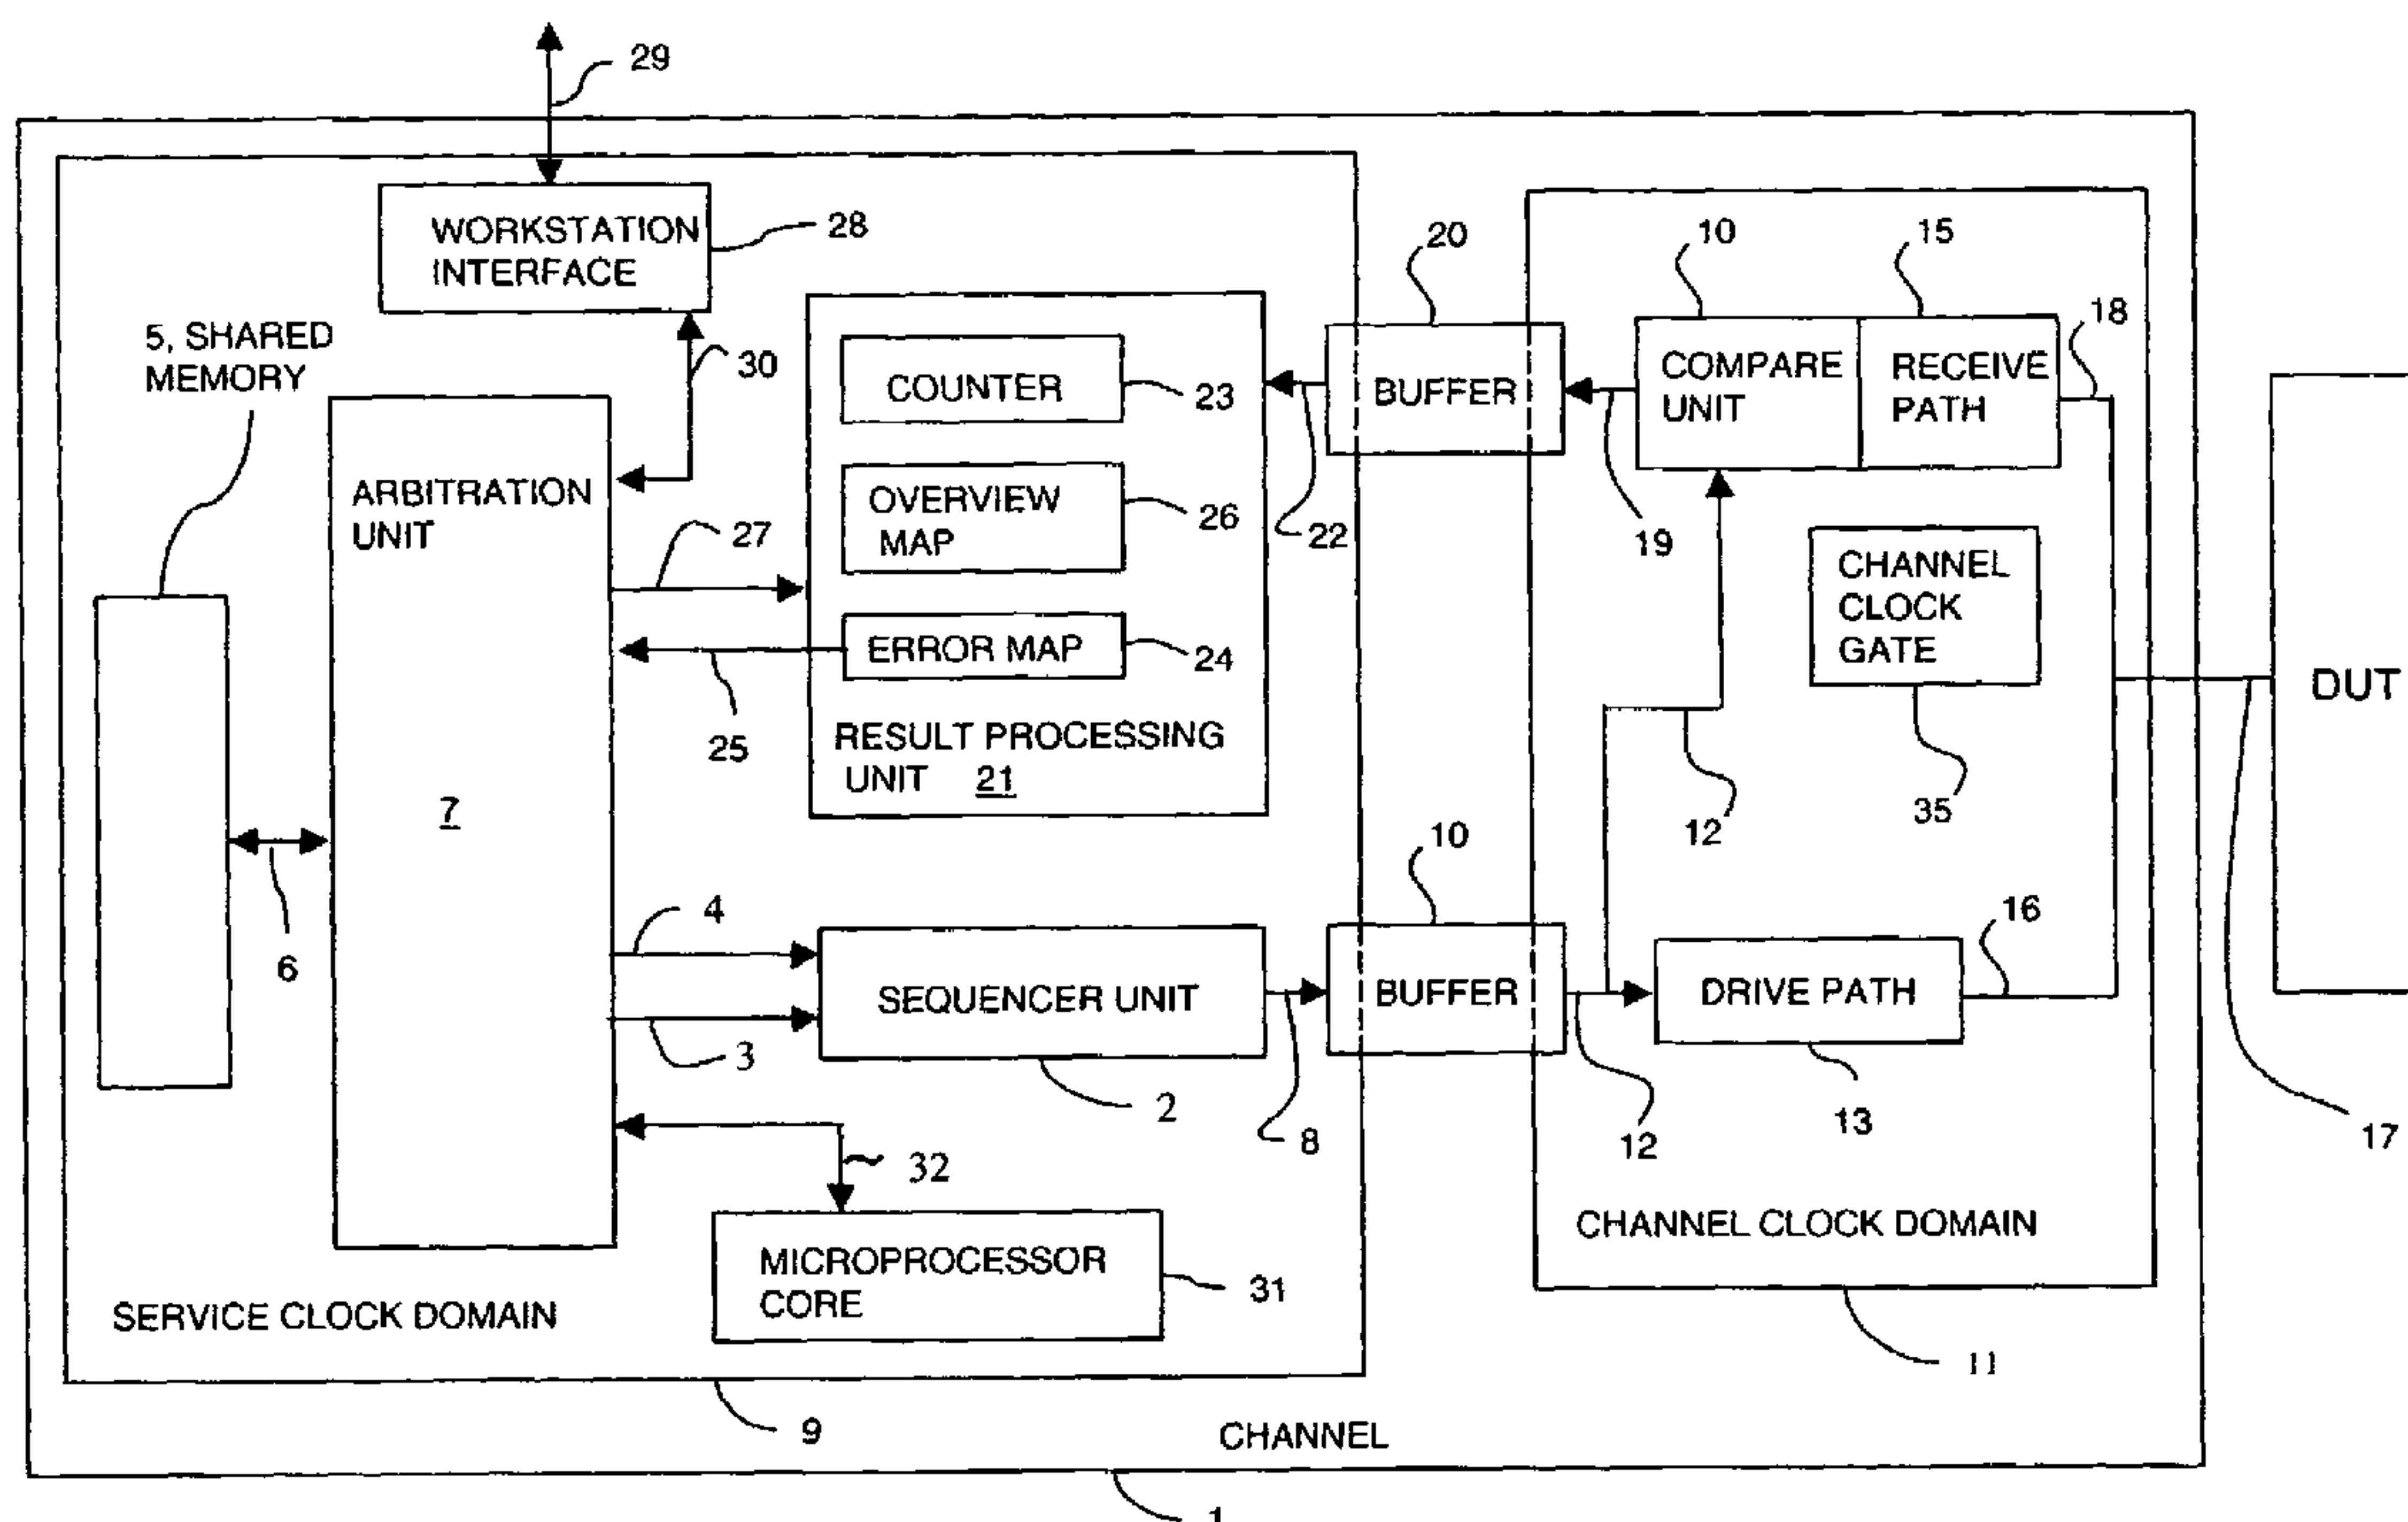 29
WORKSTATION
INTERFACE
28
20
10
15
18
5, SHARED
MEMORY
30
COUNTER
23
BUFFER
COMPARE
UNIT
RECEIVE
PATH
ARBITRATION
UNIT
27
OVERVIEW
MAP
26
22
19
CHANNEL
CLOCK
GATE
ERROR MAP
24
DUT
25
RESULT PROCESSING
UNIT 21
7
12
35
10
4
16
6
SEQUENCER UNIT
BUFFER
DRIVE PATH
3
2
8
12
13
17
32
MICROPROCESSOR
CORE
31
CHANNEL CLOCK DOMAIN
SERVICE CLOCK DOMAIN
11
9
CHANNEL
1